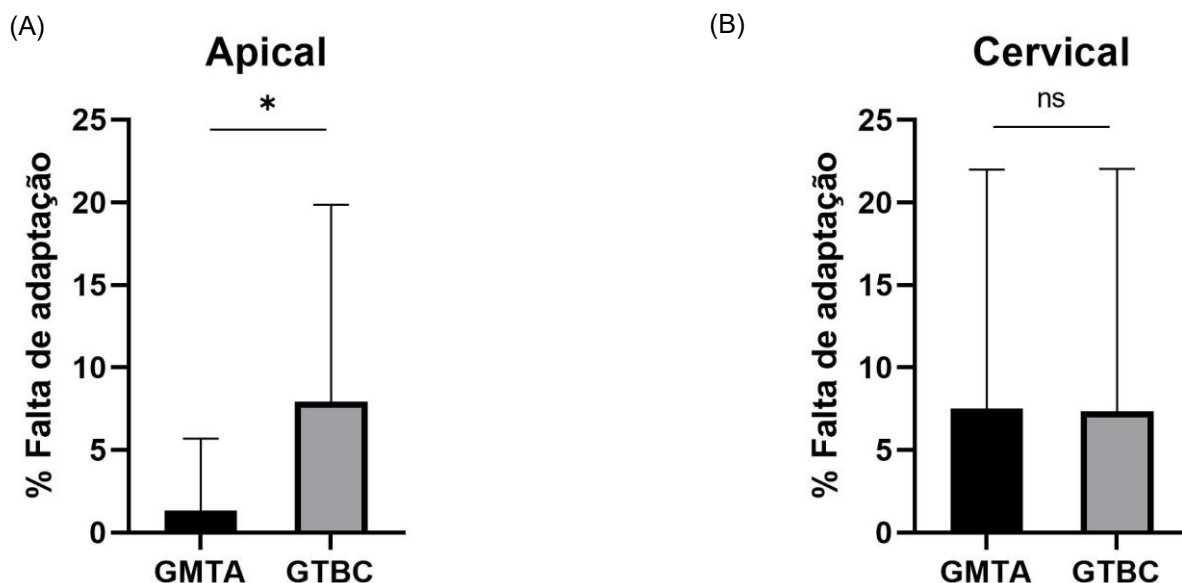 (A)
Apical
*
% Falta de adaptação
25
20
15
10
5
0
GMTA GTBC
(B)
Cervical
ns
% Falta de adaptação
25
20
15
10
5
0
GMTA GTBC